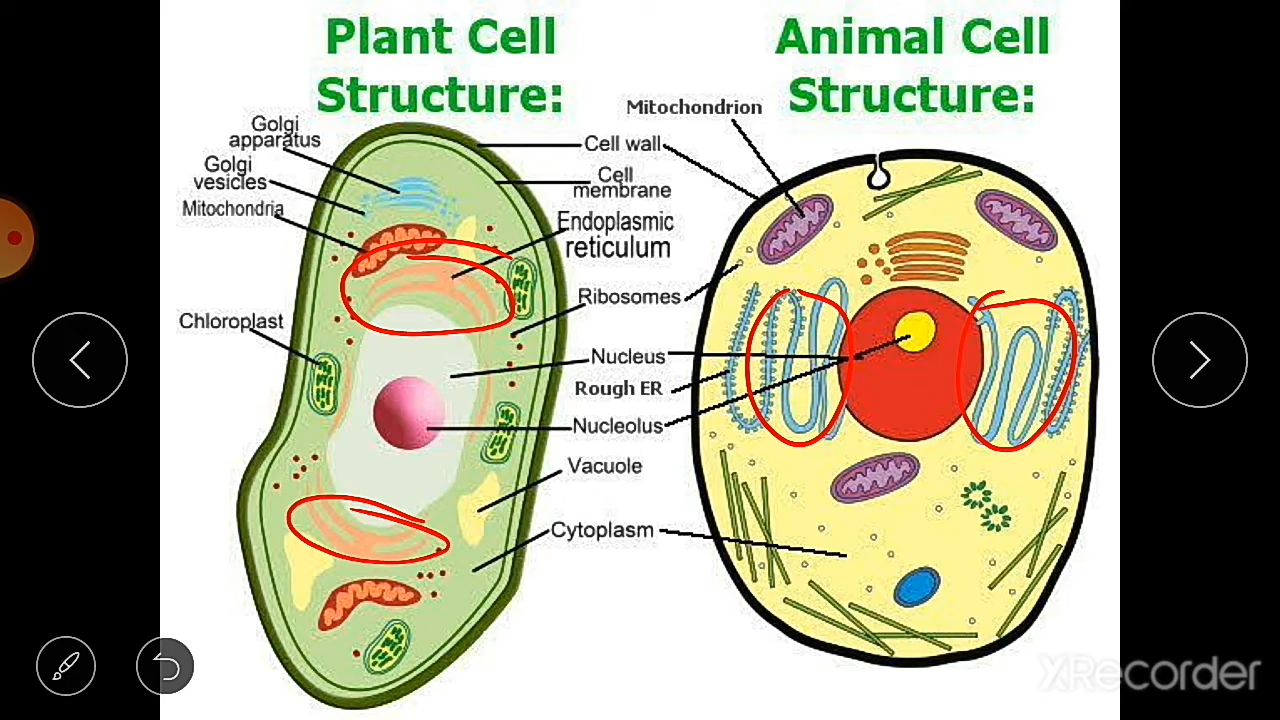 Plant Cell
Structure:
Animal Cell
Structure:
Golgi
apparatus
Golgi
vesicles
Mitochondria
Chloroplast
Mitochondrion
Cell wall
Cell
membrane
Endoplasmic
reticulum
Ribosomes
Nucleus
Rough ER
Nucleolus
Vacuole
Cytoplasm
XRecorder